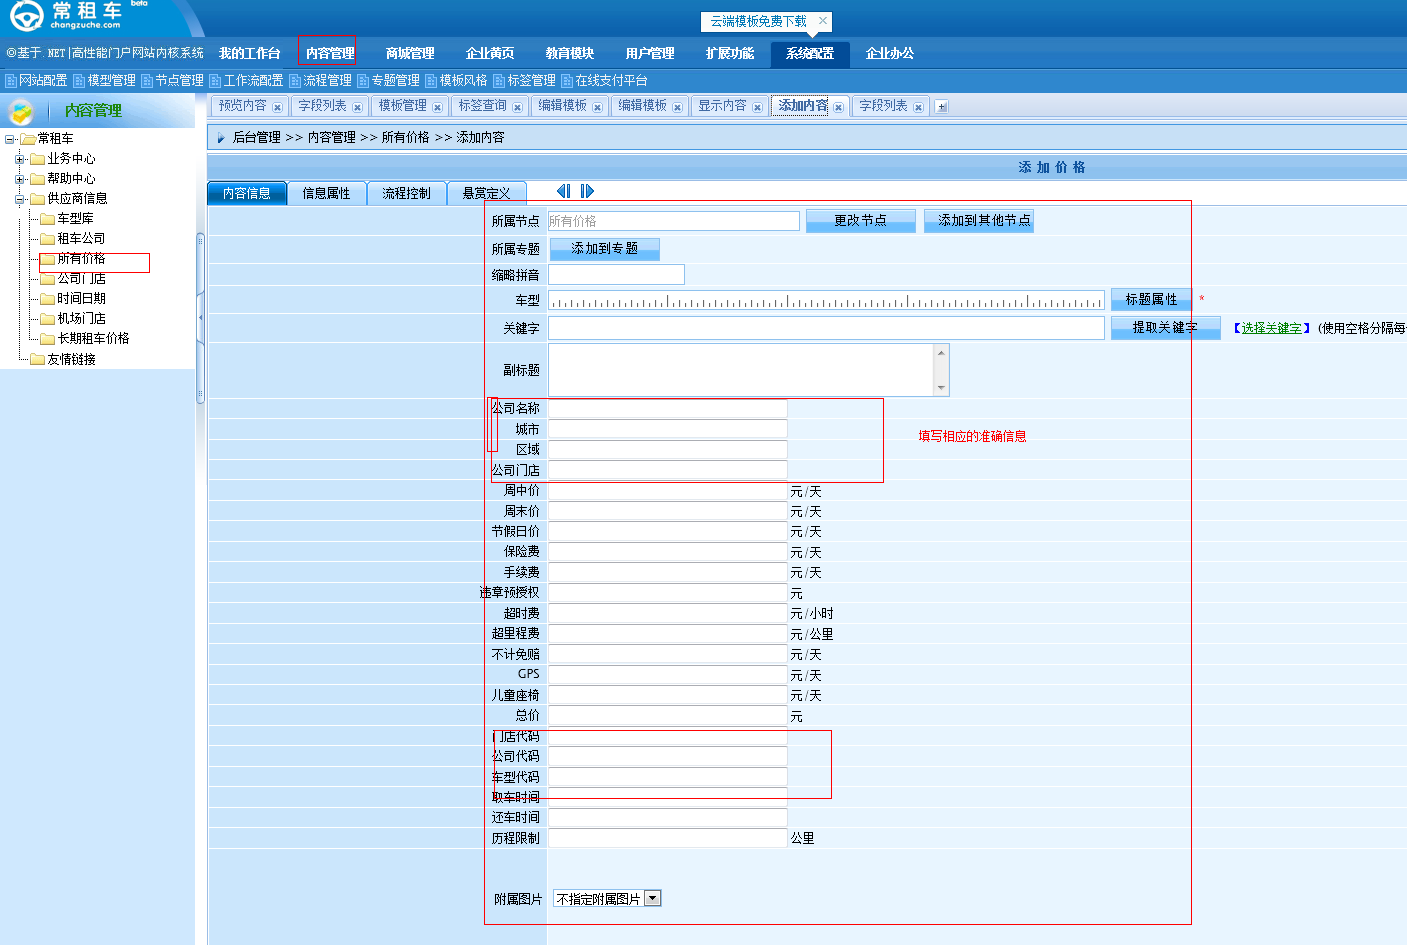 常租车 beta
changzuche.com
云端模板免费下载
◎基于.NET|高性能门户网站内核系统 我的工作台 内容管理 商城管理 企业黄页 教育模块 用户管理 扩展功能 系统配置 企业办公
网站配置 模型管理 节点管理 工作流配置 流程管理 专题管理 模板风格 标签管理 在线支付平台
内容管理
预览内容 字段列表 模板管理 标签查询 编辑模板 编辑模板 显示内容 添加内容 字段列表
后台管理 >> 内容管理 >> 所有价格 >> 添加内容
常租车
业务中心
帮助中心
供应商信息
车型库
租车公司
所有价格
公司门店
时间日期
机场门店
长期租车价格
友情链接
添加价格
内容信息 信息属性 流程控制 悬赏定义
所属节点 所有价格 更改节点 添加到其他节点
所属专题 添加到专题
缩略拼音
车型 标题属性 *
关键字 提取关键字 【选择关键字】 (使用空格分隔每
副标题
公司名称
城市
填写相应的准确信息
区域
公司门店
周中价 元/天
周末价 元/天
节假日价 元/天
保险费 元/天
手续费 元/天
违章预授权 元
超时费 元/小时
超里程费 元/公里
不计免赔 元/天
GPS 元/天
儿童座椅 元/天
总价 元
门店代码
公司代码
车型代码
取车时间
还车时间
历程限制 公里
附属图片 不指定附属图片